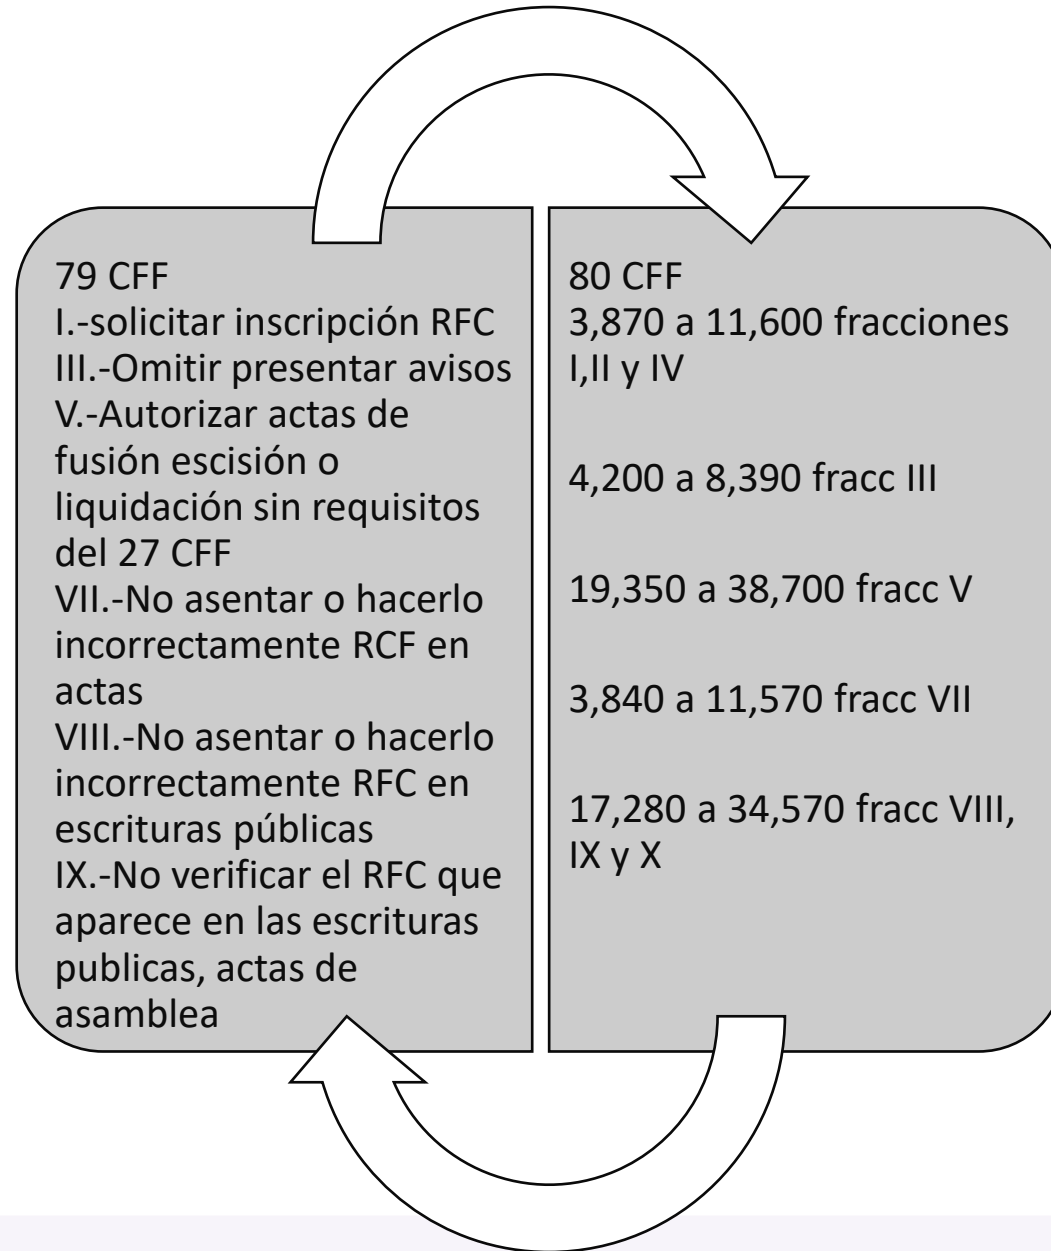 79 CFF
I.-solicitar inscripción RFC
III.-Omitir presentar avisos
V.-Autorizar actas de
fusión escisión o
liquidación sin requisitos
del 27 CFF
VII.-No asentar o hacerlo
incorrectamente RCF en
actas
VIII.-No asentar o hacerlo
incorrectamente RFC en
escrituras públicas
IX.-No verificar el RFC que
aparece en las escrituras
publicas, actas de
asamblea
80 CFF
3,870 a 11,600 fracciones
I,II y IV
4,200 a 8,390 fracc III
19,350 a 38,700 fracc V
3,840 a 11,570 fracc VII
17,280 a 34,570 fracc VIII,
IX y X